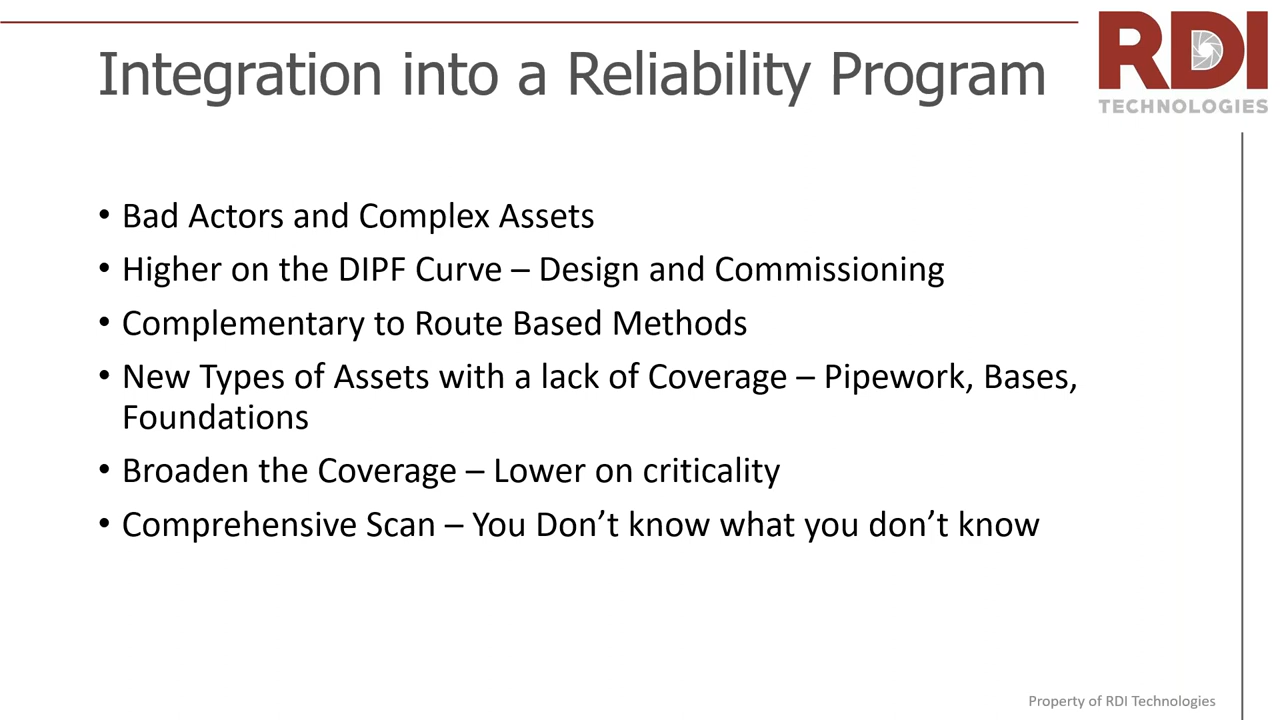 Integration into a Reliability Program
RDI
TECHNOLOGIES
• Bad Actors and Complex Assets
• Higher on the DIPF Curve – Design and Commissioning
• Complementary to Route Based Methods
• New Types of Assets with a lack of Coverage – Pipework, Bases,
Foundations
• Broaden the Coverage – Lower on criticality
• Comprehensive Scan – You Don’t know what you don’t know
Property of RDI Technologies